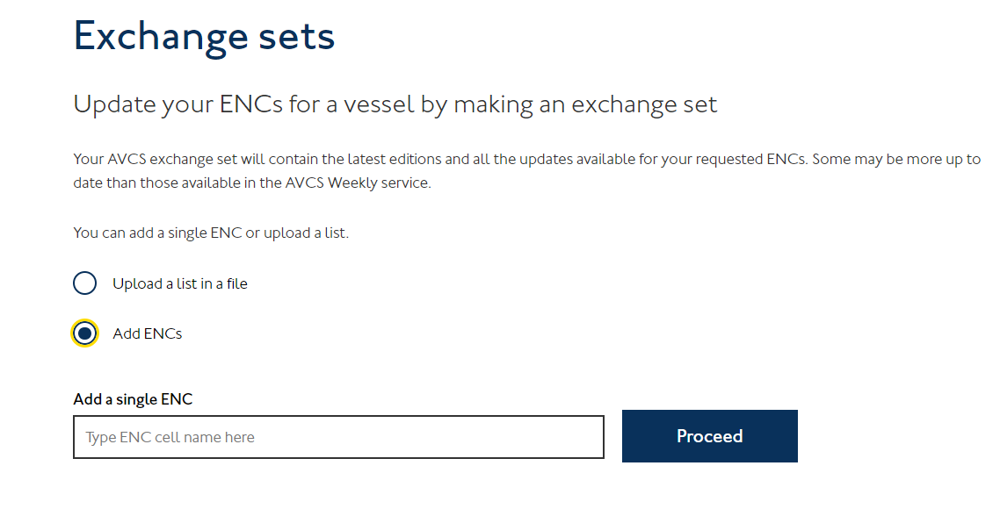 Exchange sets
Update your ENCs for a vessel by making an exchange set
Your AVCS exchange set will contain the latest editions and all the updates available for your requested ENCs. Some may be more up to
date than those available in the AVCS Weekly service.
You can add a single ENC or upload a list.
Upload a list in a file
Add ENCs
Add a single ENC
Type ENC cell name here
Proceed